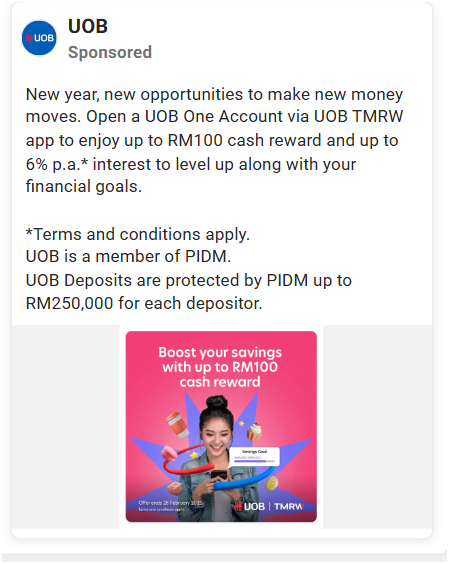 UOB
UOB
Sponsored
New year, new opportunities to make new money
moves. Open a UOB One Account via UOB TMRW
app to enjoy up to RM100 cash reward and up to
6% p.a.* interest to level up along with your
financial goals.
*Terms and conditions apply.
UOB is a member of PIDM.
UOB Deposits are protected by PIDM up to
RM250,000 for each depositor.
Boost your savings
with up to RM100
cash reward
Savings Goal
Offer ends 28 February 2025.
Terms and conditions apply.
UOB | TMRW